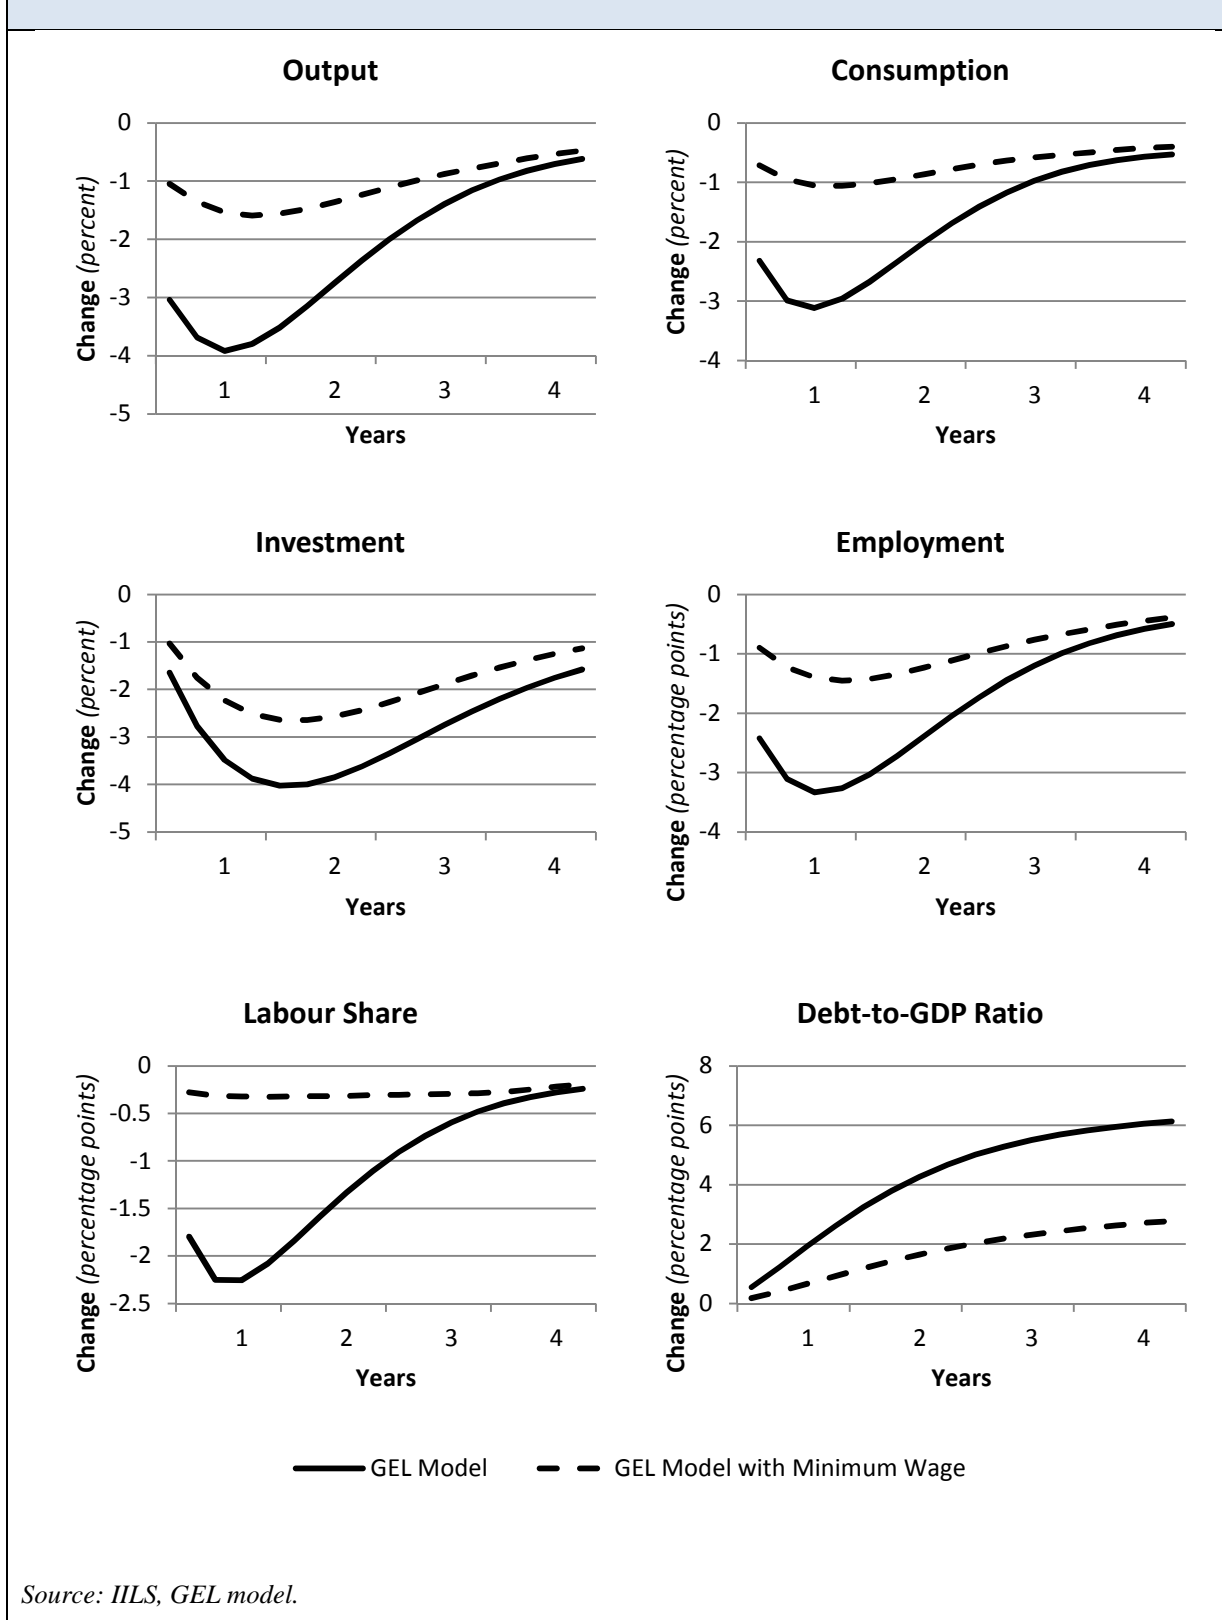 Output
0
-1
-2
-3
-4
-5
Change (percent)
1 2 3 4
Years
Consumption
0
-1
-2
-3
-4
Change (percent)
1 2 3 4
Years
Investment
0
-1
-2
-3
-4
-5
Change (percent)
1 2 3 4
Years
Employment
0
-1
-2
-3
-4
Change (percentage points)
1 2 3 4
Years
Labour Share
0
-0.5
-1
-1.5
-2
-2.5
Change (percentage points)
1 2 3 4
Years
Debt-to-GDP Ratio
8
6
4
2
0
Change (percentage points)
1 2 3 4
Years
GEL Model GEL Model with Minimum Wage
Source: IILS, GEL model.